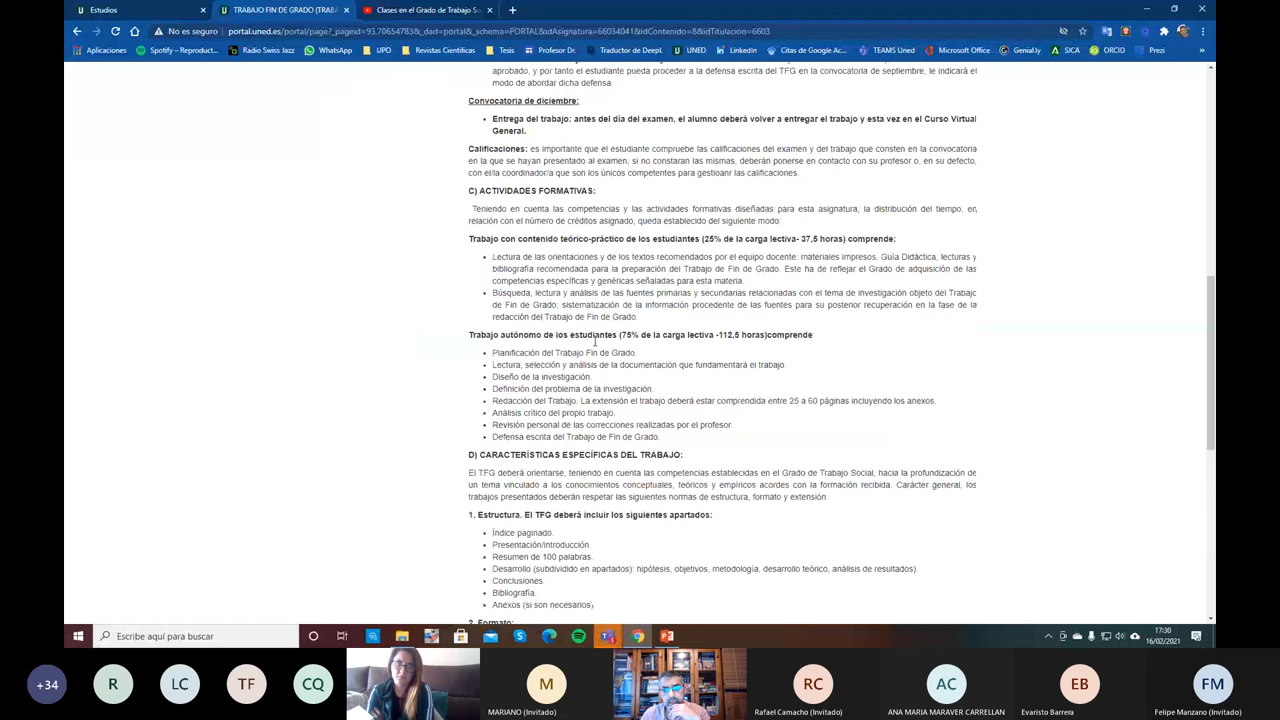 Estudios
TRABAJO FIN DE GRADO (TRABA
Clases en el Grado de Trabajo So
No es seguro | portal.uned.es/portal/page?_pageid=93,70654783&_dad=portal&_schema=PORTAL&idAsignatura=66034041&idContenido=8&idTitulacion=6603
Aplicaciones Spotify – Reproduct... Radio Swiss Jazz WhatsApp UPO Revistas Científicas Tesis Profesor Dr. Traductor de DeepL UNED LinkedIn Citas de Google Ac... TEAMS Uned Microsoft Office Genial.ly SICA ORCID Prezi
aprobado, y por tanto el estudiante pueda proceder a la defensa escrita del TFG en la convocatoria de septiembre, le indicará el
modo de abordar dicha defensa.
Convocatoria de diciembre:
Entrega del trabajo: antes del día del examen, el alumno deberá volver a entregar el trabajo y esta vez en el Curso Virtual
General.
Calificaciones: es importante que el estudiante compruebe las calificaciones del examen y del trabajo que consten en la convocatoria
en la que se hayan presentado al examen, si no constaran las mismas, deberán ponerse en contacto con su profesor o, en su defecto,
con el/la coordinador/a que son los únicos competentes para gestioanr las calificaciones.
C) ACTIVIDADES FORMATIVAS:
Teniendo en cuenta las competencias y las actividades formativas diseñadas para esta asignatura, la distribución del tiempo, en
relación con el número de créditos asignado, queda establecido del siguiente modo:
Trabajo con contenido teórico-práctico de los estudiantes (25% de la carga lectiva- 37,5 horas) comprende:
Lectura de las orientaciones y de los textos recomendados por el equipo docente: materiales impresos, Guía Didáctica, lecturas y
bibliografía recomendada para la preparación del Trabajo de Fin de Grado. Este ha de reflejar el Grado de adquisición de las
competencias específicas y genéricas señaladas para esta materia.
Búsqueda, lectura y análisis de las fuentes primarias y secundarias relacionadas con el tema de investigación objeto del Trabajo
de Fin de Grado; sistematización de la información procedente de las fuentes para su posterior recuperación en la fase de la
redacción del Trabajo de Fin de Grado.
Trabajo autónomo de los estudiantes (75% de la carga lectiva -112,5 horas)comprende:
Planificación del Trabajo Fin de Grado.
Lectura, selección y análisis de la documentación que fundamentará el trabajo.
Diseño de la investigación.
Definición del problema de la investigación.
Redacción del Trabajo. La extensión el trabajo deberá estar comprendida entre 25 a 60 páginas incluyendo los anexos.
Análisis crítico del propio trabajo.
Revisión personal de las correcciones realizadas por el profesor.
Defensa escrita del Trabajo de Fin de Grado.
D) CARACTERÍSTICAS ESPECÍFICAS DEL TRABAJO:
El TFG deberá orientarse, teniendo en cuenta las competencias establecidas en el Grado de Trabajo Social, hacia la profundización de
un tema vinculado a los conocimientos conceptuales, teóricos y empíricos acordes con la formación recibida. Carácter general, los
trabajos presentados deberán respetar las siguientes normas de estructura, formato y extensión:
1. Estructura. El TFG deberá incluir los siguientes apartados:
Índice paginado.
Presentación/introducción.
Resumen de 100 palabras.
Desarrollo (subdividido en apartados): hipótesis, objetivos, metodología, desarrollo teórico, análisis de resultados).
Conclusiones.
Bibliografía.
Anexos (si son necesarios).
2. Formato:
Escribe aquí para buscar
17:30
16/02/2021
+34
R
LC
TF
CQ
M
RC
AC
EB
FM
MARIANO (Invitado)
Rafael Camacho (Invitado)
ANA MARIA MARAVER CARRELLAN
Evaristo Barrera
Felipe Manzano (Invitado)